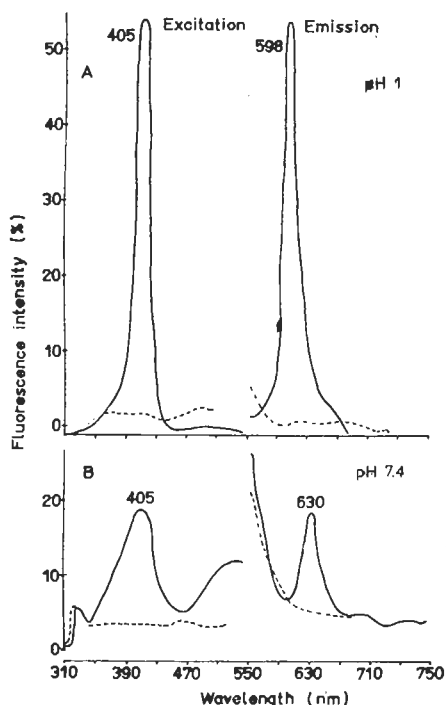 Excitation
Emission
405
598
A
pH 1
50
40
30
20
10
0
Fluorescence intensity (%)
B
pH 7.4
405
630
20
10
0
310 390 470 550 630 710 750
Wavelength (nm)